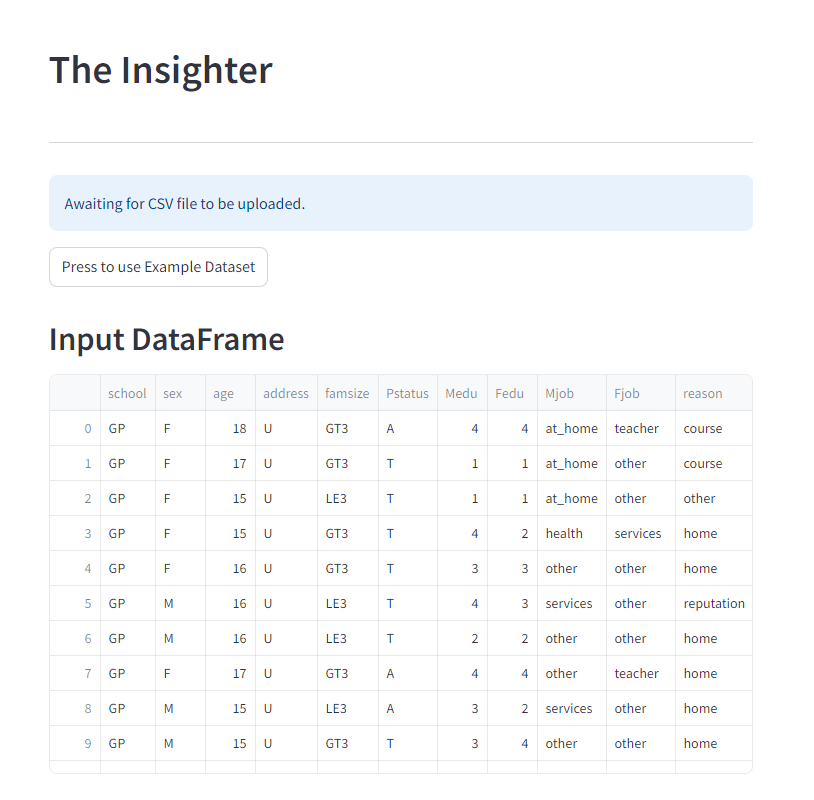 The Insighter
Awaiting for CSV file to be uploaded.
Press to use Example Dataset
Input DataFrame
school sex age address famsize Pstatus Medu Fedu Mjob Fjob reason
0 GP F 18 U GT3 A 4 4 at_home teacher course
1 GP F 17 U GT3 T 1 1 at_home other course
2 GP F 15 U LE3 T 1 1 at_home other other
3 GP F 15 U GT3 T 4 2 health services home
4 GP F 16 U GT3 T 3 3 other other home
5 GP M 16 U LE3 T 4 3 services other reputation
6 GP M 16 U LE3 T 2 2 other other home
7 GP F 17 U GT3 A 4 4 other teacher home
8 GP M 15 U LE3 A 3 2 services other home
9 GP M 15 U GT3 T 3 4 other other home